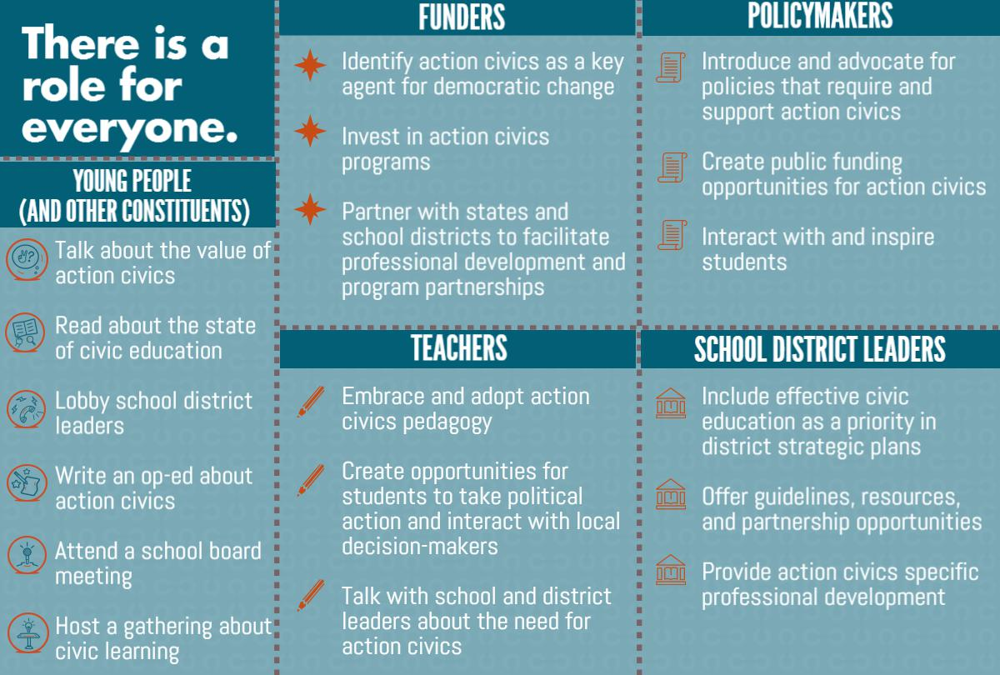 There is a
role for
everyone.
YOUNG PEOPLE
(AND OTHER CONSTITUENTS)
Talk about the value of
action civics
Read about the state
of civic education
Lobby school district
leaders
Write an op-ed about
action civics
Attend a school board
meeting
Host a gathering about
civic learning
FUNDERS
Identify action civics as a key
agent for democratic change
Invest in action civics
programs
Partner with states and
school districts to facilitate
professional development and
program partnerships
POLICYMAKERS
Introduce and advocate for
policies that require and
support action civics
Create public funding
opportunities for action civics
Interact with and inspire
students
TEACHERS
Embrace and adopt action
civics pedagogy
Create opportunities for
students to take political
action and interact with local
decision-makers
Talk with school and district
leaders about the need for
action civics
SCHOOL DISTRICT LEADERS
Include effective civic
education as a priority in
district strategic plans
Offer guidelines, resources,
and partnership opportunities
Provide action civics specific
professional development